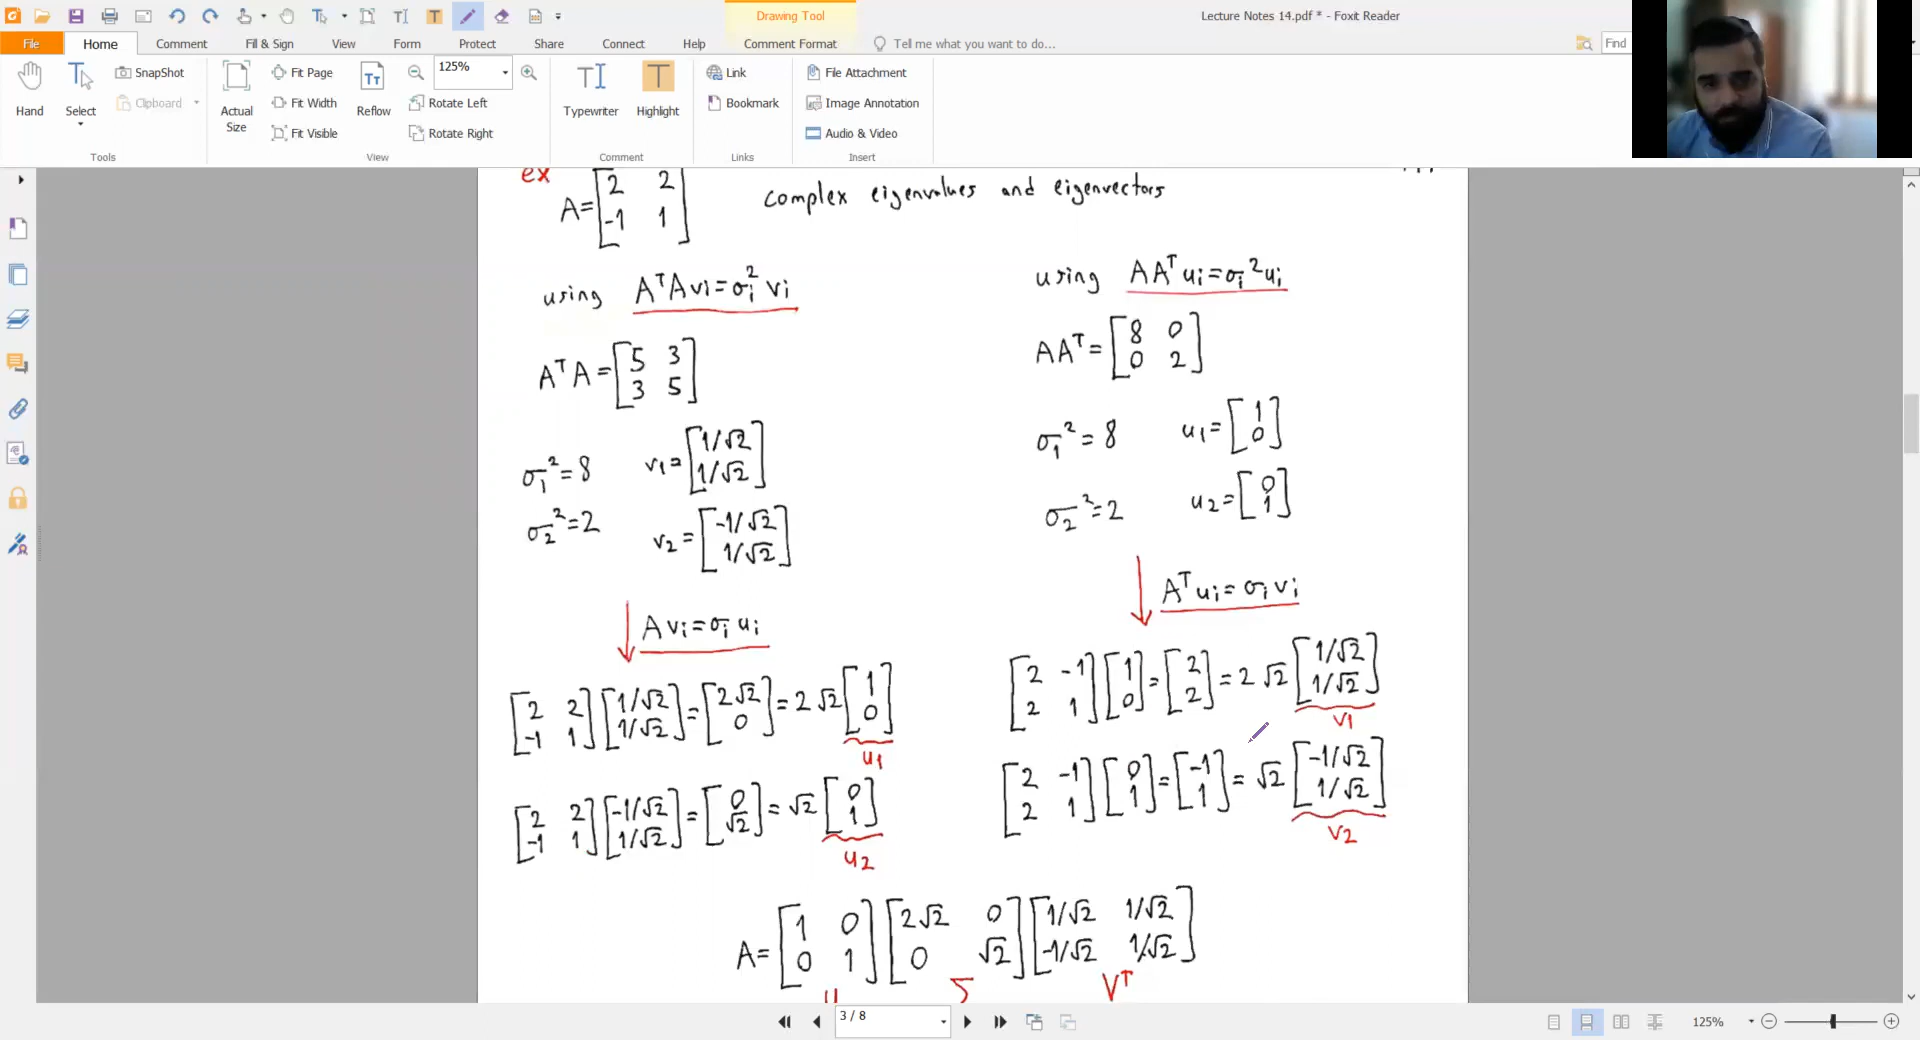 Lecture Notes 14.pdf * - Foxit Reader
Drawing Tool
File Home Comment Fill & Sign View Form Protect Share Connect Help Comment Format Tell me what you want to do... Find
Hand
Select
SnapShot
Clipboard
Actual Size
Fit Page
Fit Width
Fit Visible
Reflow
125%
Rotate Left
Rotate Right
Typewriter
Highlight
Link
Bookmark
File Attachment
Image Annotation
Audio & Video
Tools View Comment Links Insert
ex
A = [2 2; -1 1] complex eigenvalues and eigenvectors
using AᵀA vi = σi² vi
AᵀA = [5 3; 3 5]
σ1² = 8 v1 = [1/√2; 1/√2]
σ2² = 2 v2 = [-1/√2; 1/√2]
A vi = σi ui
[2 2; -1 1] [1/√2; 1/√2] = [2√2; 0] = 2√2 [1; 0]
u1
[2 2; -1 1] [-1/√2; 1/√2] = [0; √2] = √2 [0; 1]
u2
using AAᵀ ui = σi² ui
AAᵀ = [8 0; 0 2]
σ1² = 8 u1 = [1; 0]
σ2² = 2 u2 = [0; 1]
Aᵀ ui = σi vi
[2 -1; 2 1] [1; 0] = [2; 2] = 2√2 [1/√2; 1/√2]
v1
[2 -1; 2 1] [0; 1] = [-1; 1] = √2 [-1/√2; 1/√2]
v2
A = [1 0; 0 1] [2√2 0; 0 √2] [1/√2 1/√2; -1/√2 1/√2]
U Σ Vᵀ
3 / 8
125%